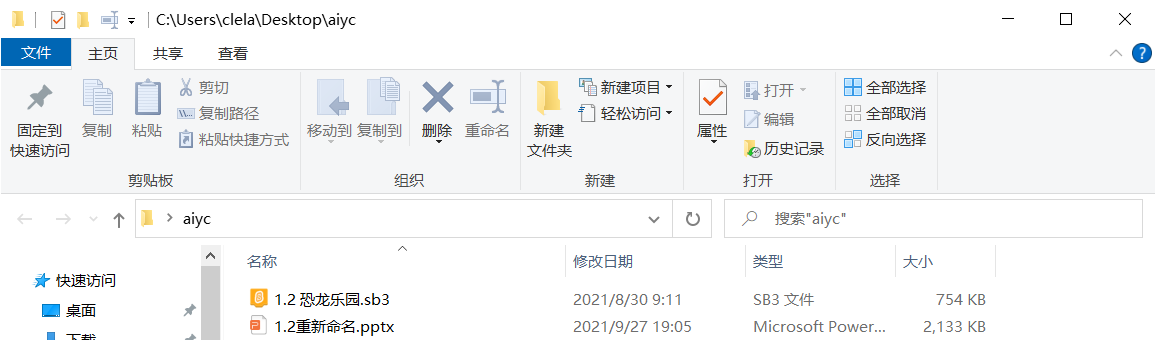 C:\Users\clela\Desktop\aiyc
文件 主页 共享 查看
固定到
快速访问
复制
粘贴
剪切
复制路径
粘贴快捷方式
剪贴板
移动到
复制到
删除
重命名
组织
新建
文件夹
新建项目
轻松访问
新建
属性
打开
编辑
历史记录
打开
全部选择
全部取消
反向选择
选择
aiyc
搜索"aiyc"
快速访问
桌面
下载
名称 修改日期 类型 大小
1.2 恐龙乐园.sb3 2021/8/30 9:11 SB3 文件 754 KB
1.2重新命名.pptx 2021/9/27 19:05 Microsoft Power... 2,133 KB